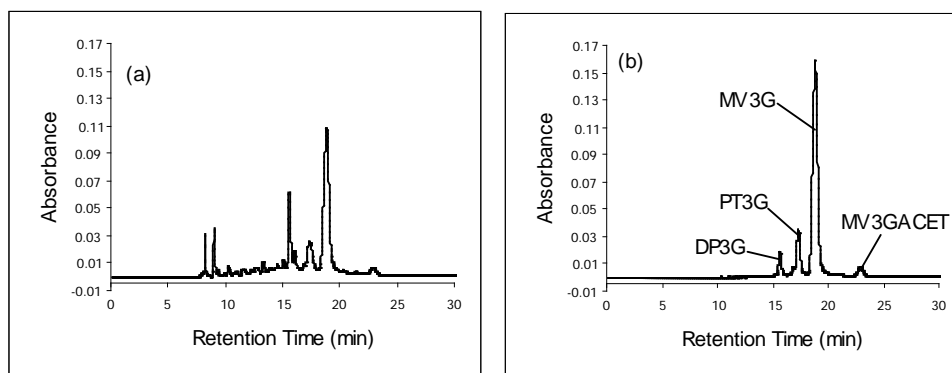 (a)
Absorbance
0.17
0.15
0.13
0.11
0.09
0.07
0.05
0.03
0.01
-0.01
0 5 10 15 20 25 30
Retention Time (min)
(b)
Absorbance
0.17
0.15
0.13
0.11
0.09
0.07
0.05
0.03
0.01
-0.01
MV3G
PT3G
DP3G
MV3GACET
0 5 10 15 20 25 30
Retention Time (min)